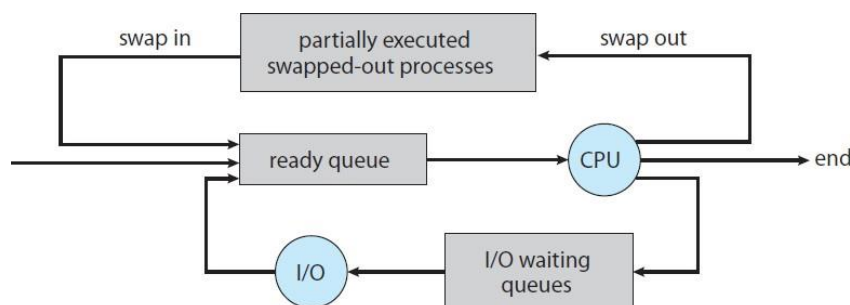 swap in
partially executed
swapped-out processes
swap out
ready queue
CPU
end
I/O
I/O waiting
queues